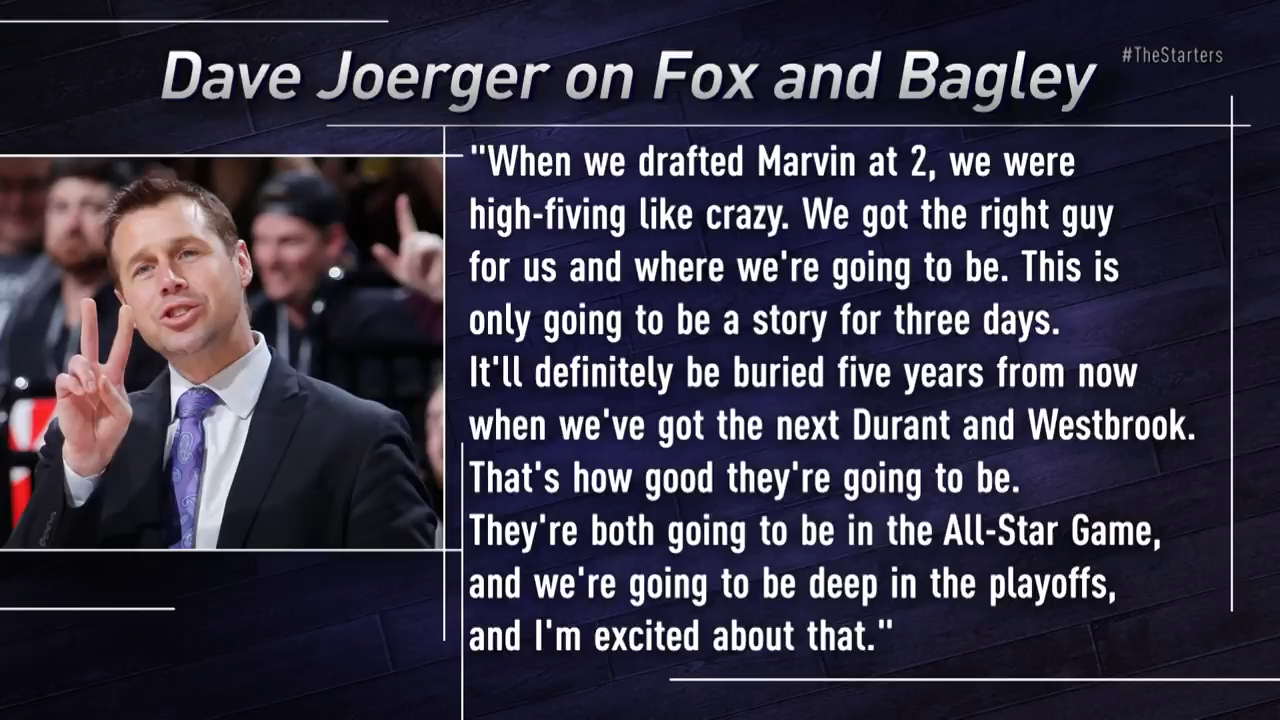 Dave Joerger on Fox and Bagley
#TheStarters
"When we drafted Marvin at 2, we were
high-fiving like crazy. We got the right guy
for us and where we're going to be. This is
only going to be a story for three days.
It'll definitely be buried five years from now
when we've got the next Durant and Westbrook.
That's how good they're going to be.
They're both going to be in the All-Star Game,
and we're going to be deep in the playoffs,
and I'm excited about that."